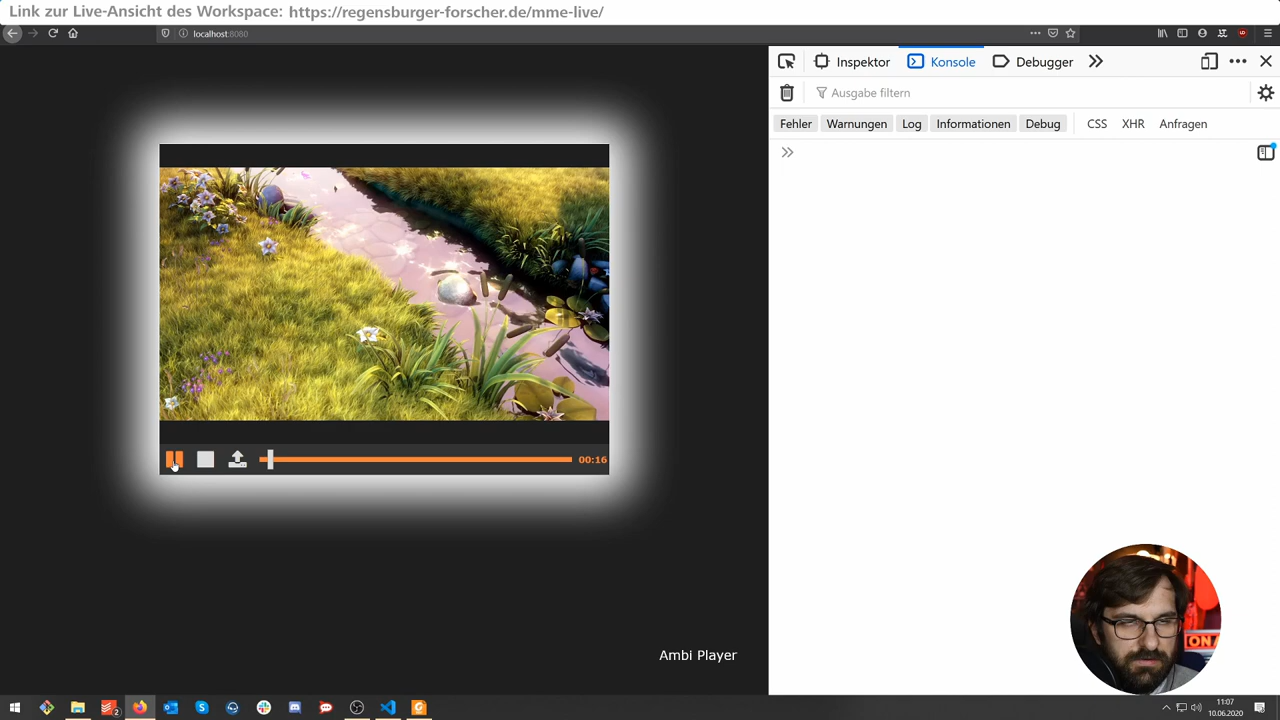 Link zur Live-Ansicht des Workspace: https://regensburger-forscher.de/mme-live/
localhost:8080
Inspektor
Konsole
Debugger
Ausgabe filtern
Fehler
Warnungen
Log
Informationen
Debug
CSS
XHR
Anfragen
00:16
Ambi Player
2
11:07
10.06.2020